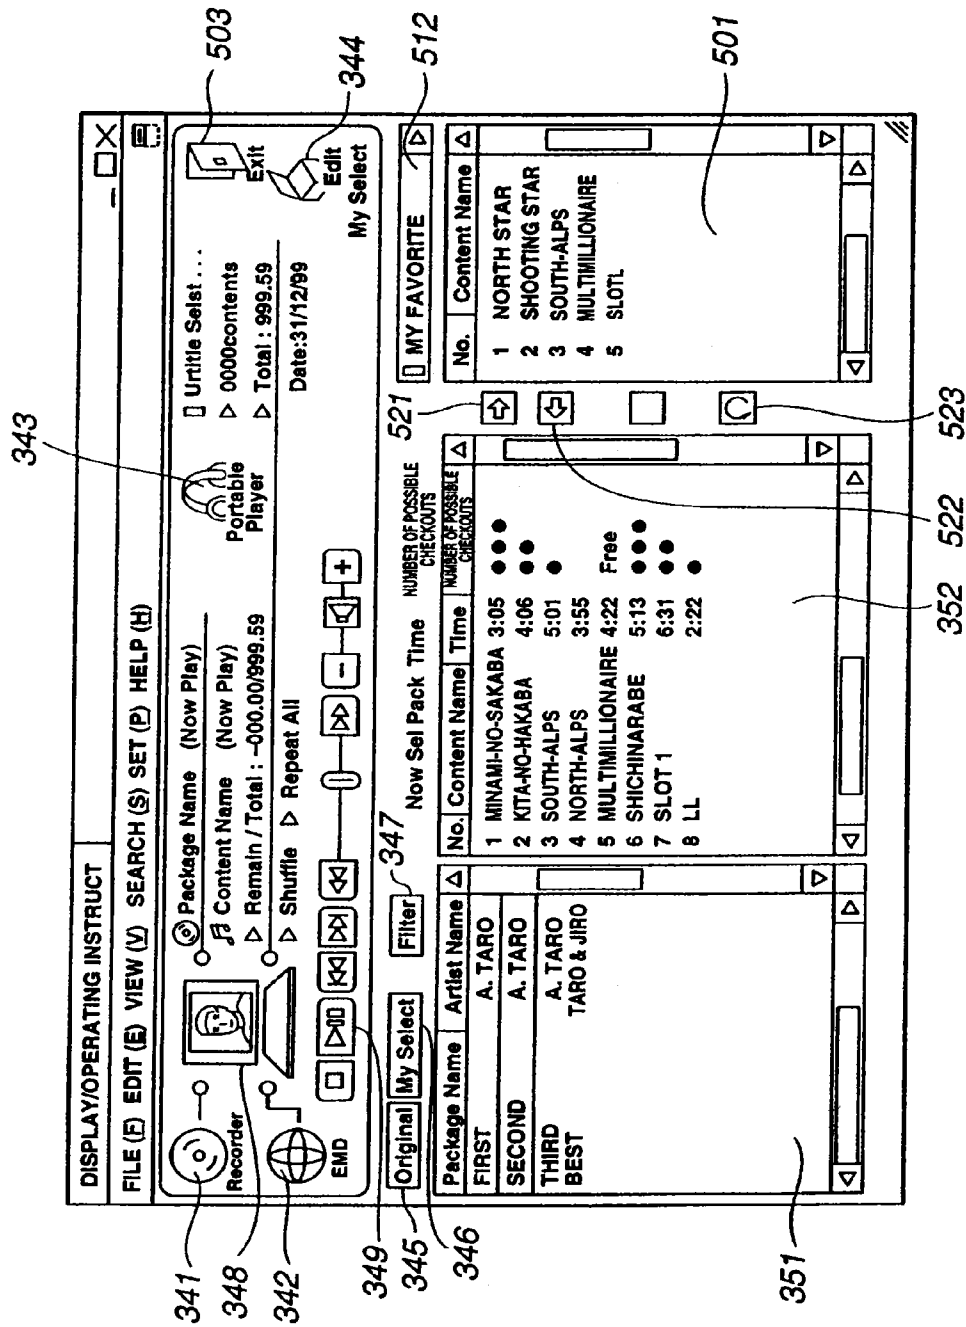 DISPLAY/OPERATING INSTRUCT
FILE (F) EDIT (E) VIEW (V) SEARCH (S) SET (P) HELP (H)
Recorder
EMD
Package Name (Now Play)
Content Name (Now Play)
Remain / Total : -000.00/999.59
Shuffle Repeat All
Portable
Player
Urtitle Selst ...
0000contents
Total : 999.59
Date:31/12/99
Exit
Edit
My Select
Original
My Select
Filter
Now Sel Pack Time
NUMBER OF POSSIBLE
CHECKOUTS
MY FAVORITE
Package Name Artist Name
FIRST A. TARO
SECOND A. TARO
THIRD A. TARO
BEST TARO & JIRO
No. Content Name Time NUMBER OF POSSIBLE
CHECKOUTS
1 MINAMI-NO-SAKABA 3:05
2 KITA-NO-HAKABA 4:06
3 SOUTH-ALPS 5:01
4 NORTH-ALPS 3:55
5 MULTIMILLIONAIRE 4:22 Free
6 SHICHINARABE 5:13
7 SLOT 1 6:31
8 LL 2:22
No. Content Name
1 NORTH STAR
2 SHOOTING STAR
3 SOUTH-ALPS
4 MULTIMILLIONAIRE
5 SLOTL
341
348
342
349
345
346
347
343
503
344
512
521
501
351
352
522
523